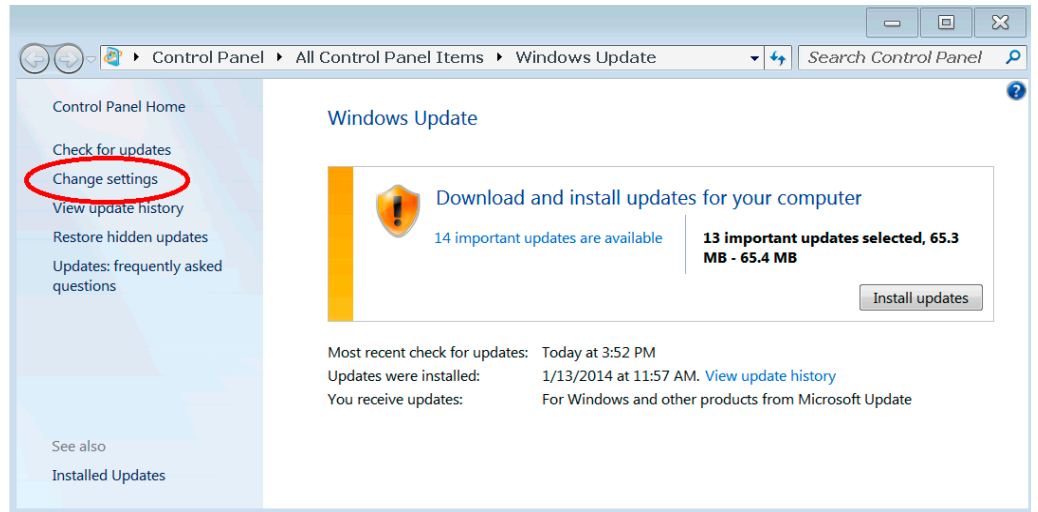 Control Panel ▸ All Control Panel Items ▸ Windows Update
Search Control Panel
Control Panel Home
Check for updates
Change settings
View update history
Restore hidden updates
Updates: frequently asked
questions
See also
Installed Updates
Windows Update
Download and install updates for your computer
14 important updates are available
13 important updates selected, 65.3
MB - 65.4 MB
Install updates
Most recent check for updates: Today at 3:52 PM
Updates were installed: 1/13/2014 at 11:57 AM. View update history
You receive updates: For Windows and other products from Microsoft Update